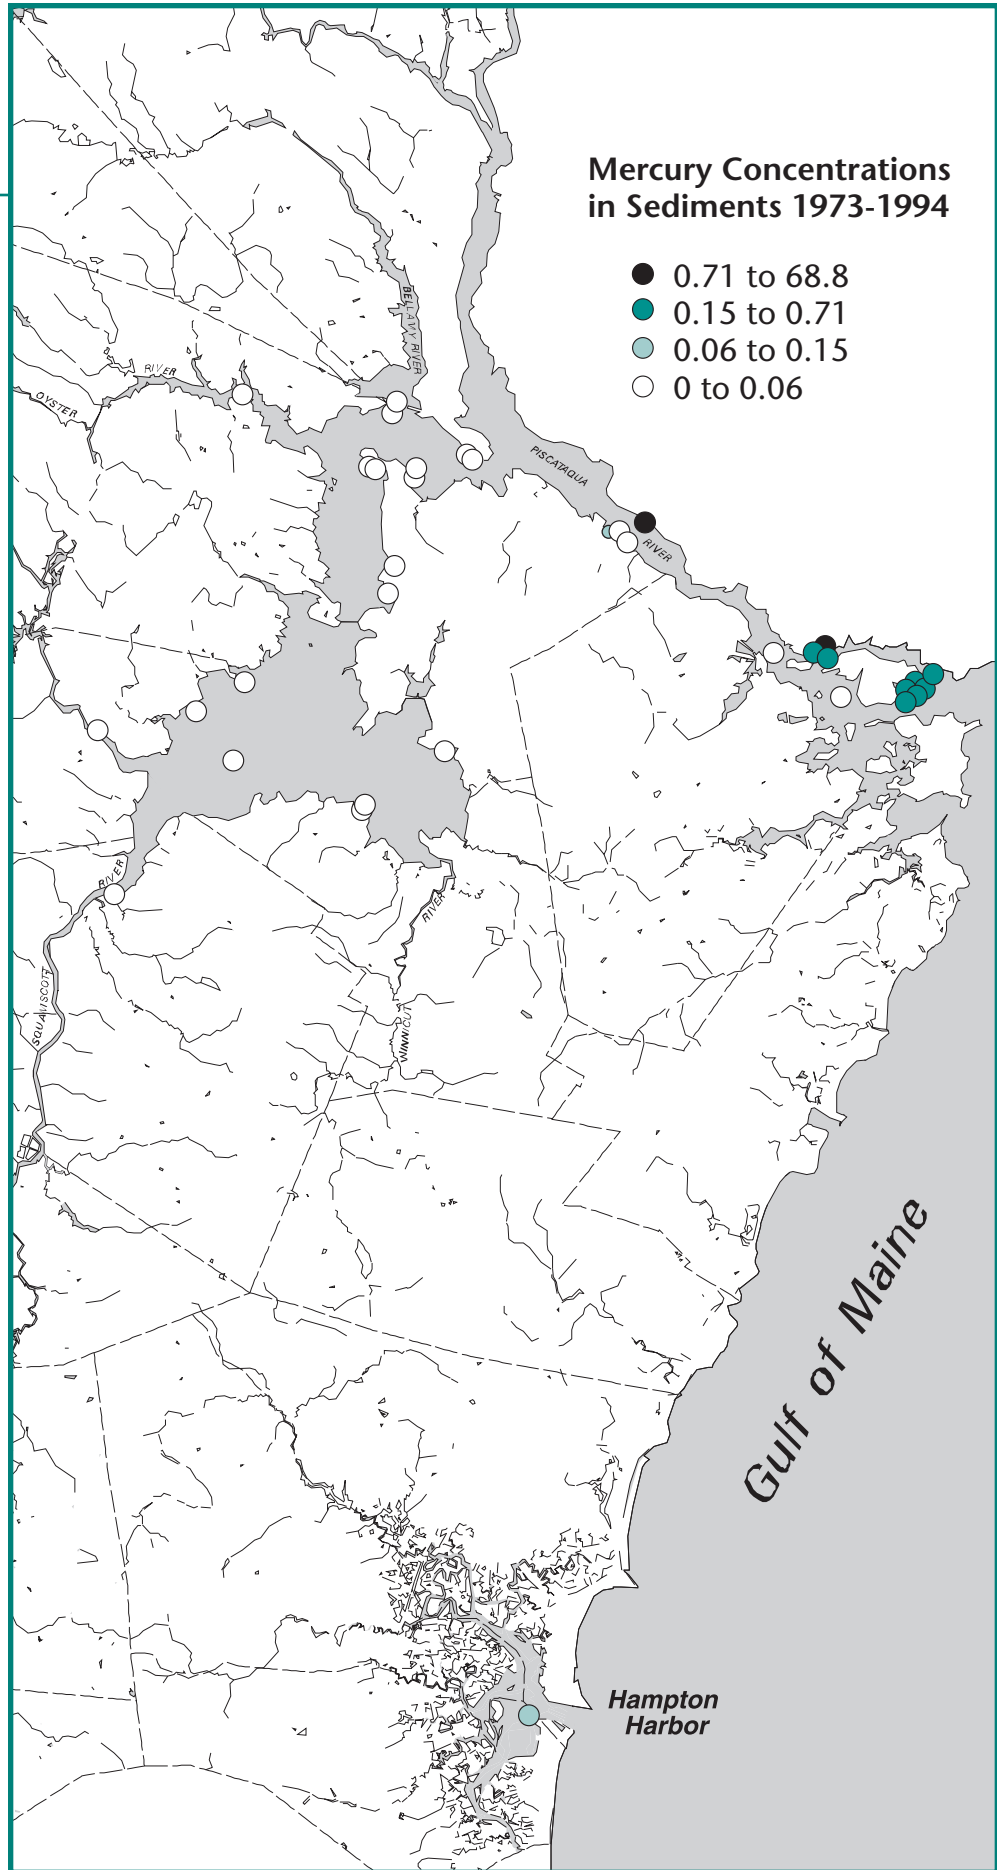 Mercury Concentrations
in Sediments 1973-1994
0.71 to 68.8
0.15 to 0.71
0.06 to 0.15
0 to 0.06
BELLAVY RIVER
RIVER
OYSTER
PISCATAQUA
RIVER
RIVER
SQUAMSCOTT
RIVER
WINNICUT
Gulf of Maine
Hampton
Harbor